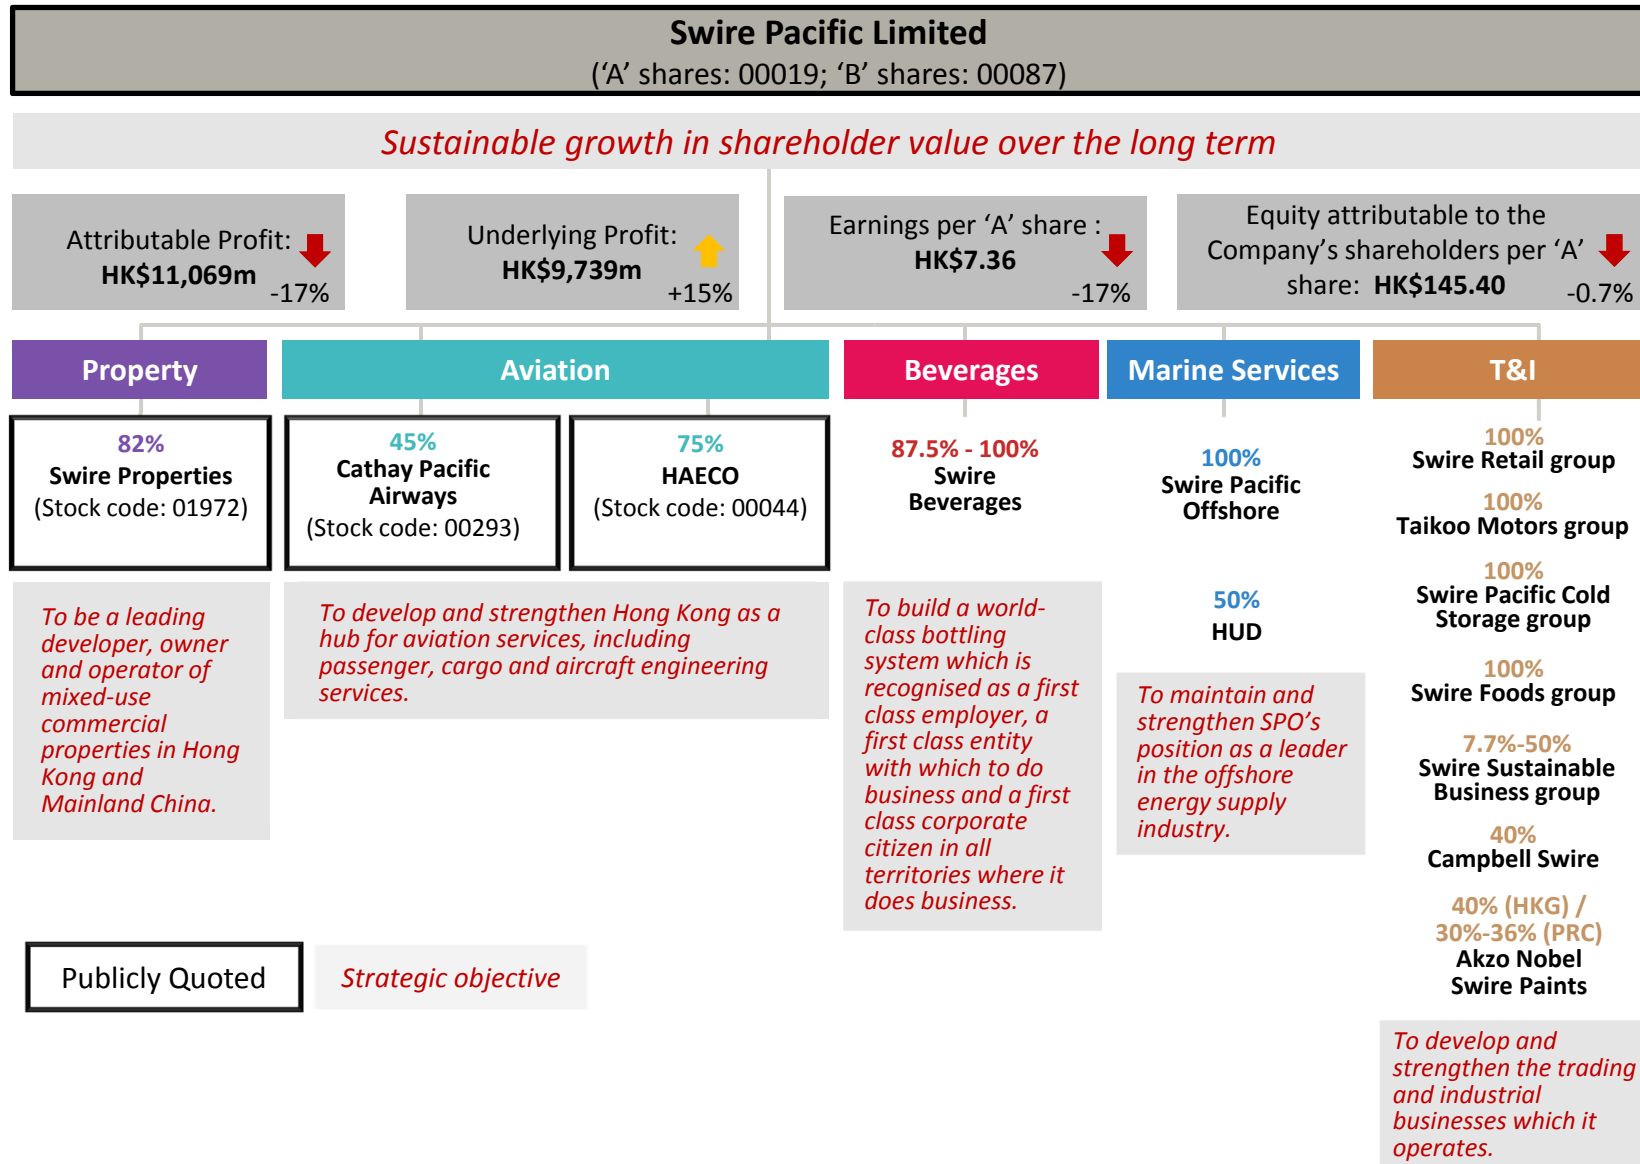 Swire Pacific Limited
(‘A’ shares: 00019; ‘B’ shares: 00087)
Sustainable growth in shareholder value over the long term
Attributable Profit:
HK$11,069m
-17%
Underlying Profit:
HK$9,739m
+15%
Earnings per ‘A’ share :
HK$7.36
-17%
Equity attributable to the
Company’s shareholders per ‘A’
share: HK$145.40
-0.7%
Property
Aviation
Beverages
Marine Services
T&I
82%
Swire Properties
(Stock code: 01972)
45%
Cathay Pacific
Airways
(Stock code: 00293)
75%
HAECO
(Stock code: 00044)
87.5% - 100%
Swire
Beverages
100%
Swire Pacific
Offshore
50%
HUD
100%
Swire Retail group
100%
Taikoo Motors group
100%
Swire Pacific Cold
Storage group
100%
Swire Foods group
7.7%-50%
Swire Sustainable
Business group
40%
Campbell Swire
40% (HKG) /
30%-36% (PRC)
Akzo Nobel
Swire Paints
To be a leading
developer, owner
and operator of
mixed-use
commercial
properties in Hong
Kong and
Mainland China.
To develop and strengthen Hong Kong as a
hub for aviation services, including
passenger, cargo and aircraft engineering
services.
To build a world-
class bottling
system which is
recognised as a first
class employer, a
first class entity
with which to do
business and a first
class corporate
citizen in all
territories where it
does business.
To maintain and
strengthen SPO’s
position as a leader
in the offshore
energy supply
industry.
To develop and
strengthen the trading
and industrial
businesses which it
operates.
Publicly Quoted
Strategic objective